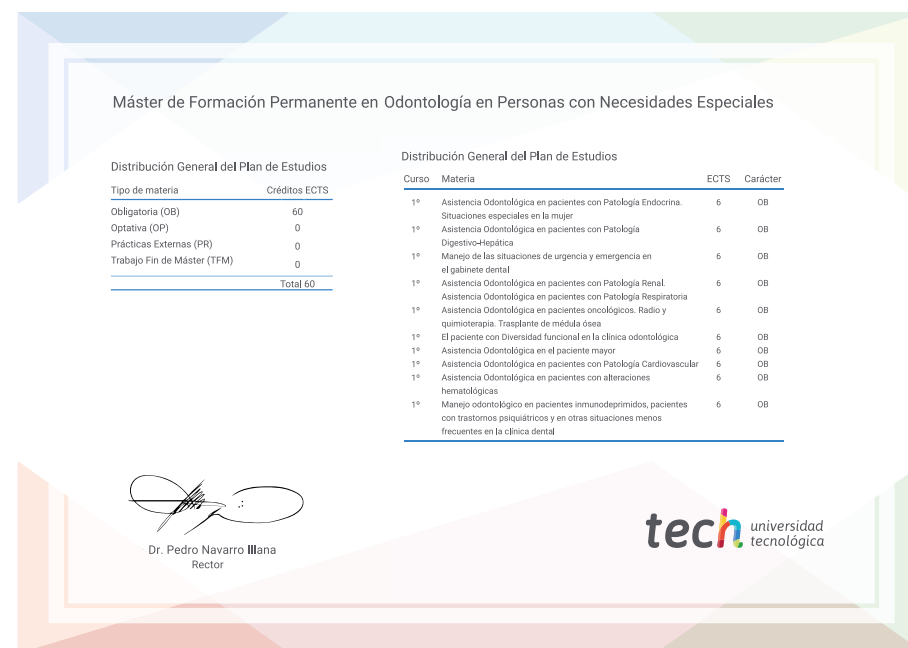 Máster de Formación Permanente en Odontología en Personas con Necesidades Especiales
Distribución General del Plan de Estudios
Tipo de materia Créditos ECTS
Obligatoria (OB) 60
Optativa (OP) 0
Prácticas Externas (PR) 0
Trabajo Fin de Máster (TFM) 0
Total 60
Distribución General del Plan de Estudios
Curso Materia ECTS Carácter
1º Asistencia Odontológica en pacientes con Patología Endocrina. 6 OB
Situaciones especiales en la mujer
1º Asistencia Odontológica en pacientes con Patología 6 OB
Digestivo-Hepática
1º Manejo de las situaciones de urgencia y emergencia en 6 OB
el gabinete dental
1º Asistencia Odontológica en pacientes con Patología Renal. 6 OB
Asistencia Odontológica en pacientes con Patología Respiratoria
1º Asistencia Odontológica en pacientes oncológicos. Radio y 6 OB
quimioterapia. Trasplante de médula ósea
1º El paciente con Diversidad funcional en la clínica odontológica 6 OB
1º Asistencia Odontológica en el paciente mayor 6 OB
1º Asistencia Odontológica en pacientes con Patología Cardiovascular 6 OB
1º Asistencia Odontológica en pacientes con alteraciones 6 OB
hematológicas
1º Manejo odontológico en pacientes inmunodeprimidos, pacientes 6 OB
con trastornos psiquiátricos y en otras situaciones menos
frecuentes en la clínica dental
Dr. Pedro Navarro Illana
Rector
tech universidad
tecnológica